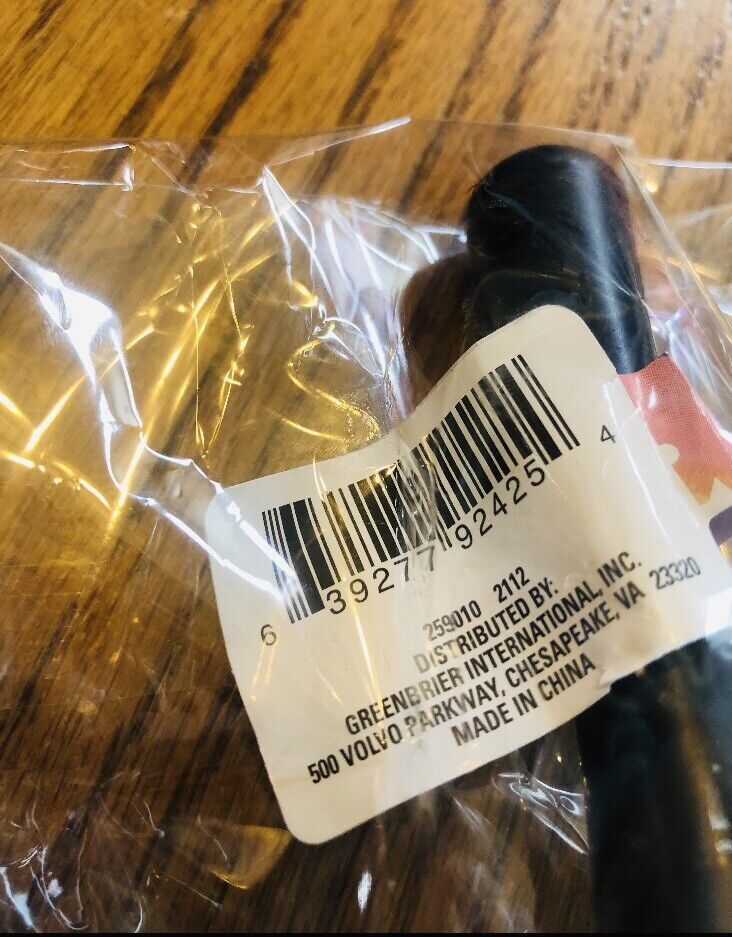 6 39277 92425 4
259010 2112
DISTRIBUTED BY:
GREENBRIER INTERNATIONAL, INC.
500 VOLVO PARKWAY, CHESAPEAKE, VA 23320
MADE IN CHINA